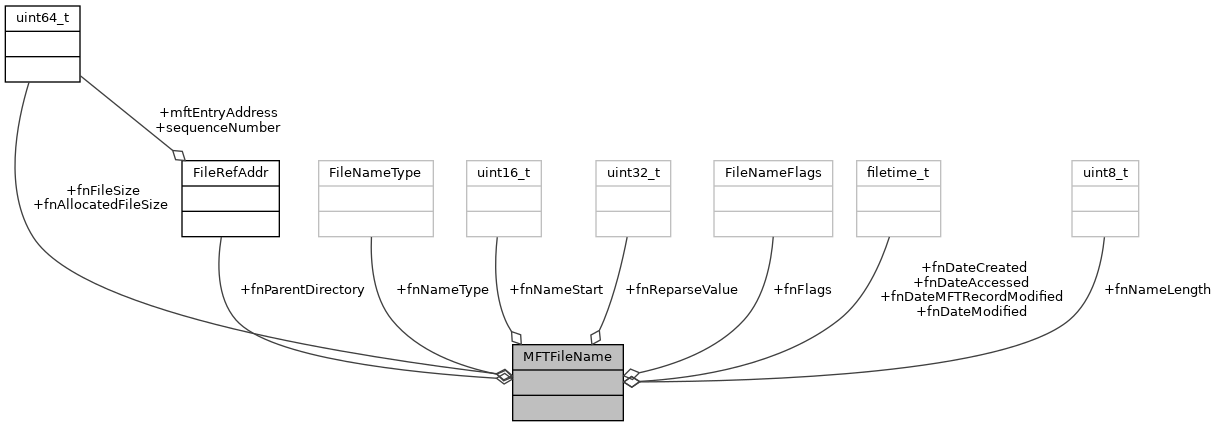 uint64_t
+mftEntryAddress
+sequenceNumber
FileRefAddr
FileNameType
uint16_t
uint32_t
FileNameFlags
filetime_t
uint8_t
+fnFileSize
+fnAllocatedFileSize
+fnParentDirectory
+fnNameType
+fnNameStart
+fnReparseValue
+fnFlags
+fnDateCreated
+fnDateAccessed
+fnDateMFTRecordModified
+fnDateModified
+fnNameLength
MFTFileName